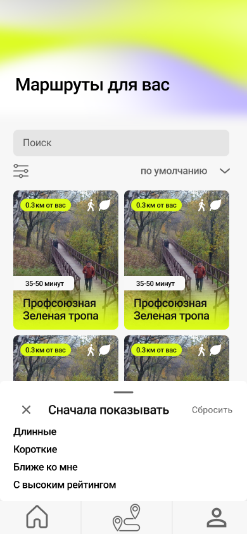 Маршруты для вас
Поиск
по умолчанию
0.3 км от вас
0.3 км от вас
35-50 минут
35-50 минут
Профсоюзная
Зеленая тропа
Профсоюзная
Зеленая тропа
0.3 км от вас
0.3 км от вас
Сначала показывать
Сбросить
Длинные
Короткие
Ближе ко мне
С высоким рейтингом